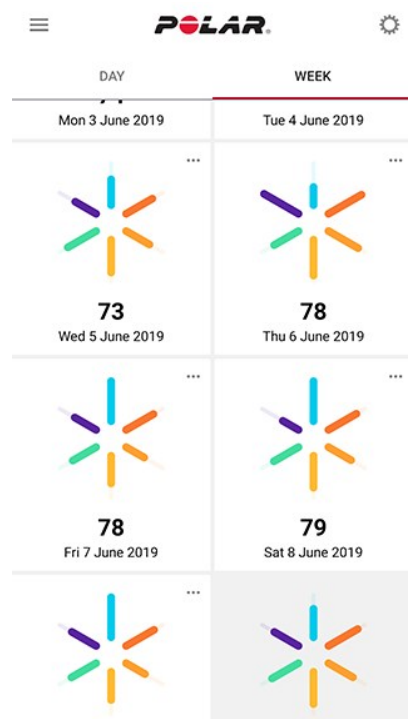 POLAR
DAY WEEK
Mon 3 June 2019 Tue 4 June 2019
73 78
Wed 5 June 2019 Thu 6 June 2019
78 79
Fri 7 June 2019 Sat 8 June 2019